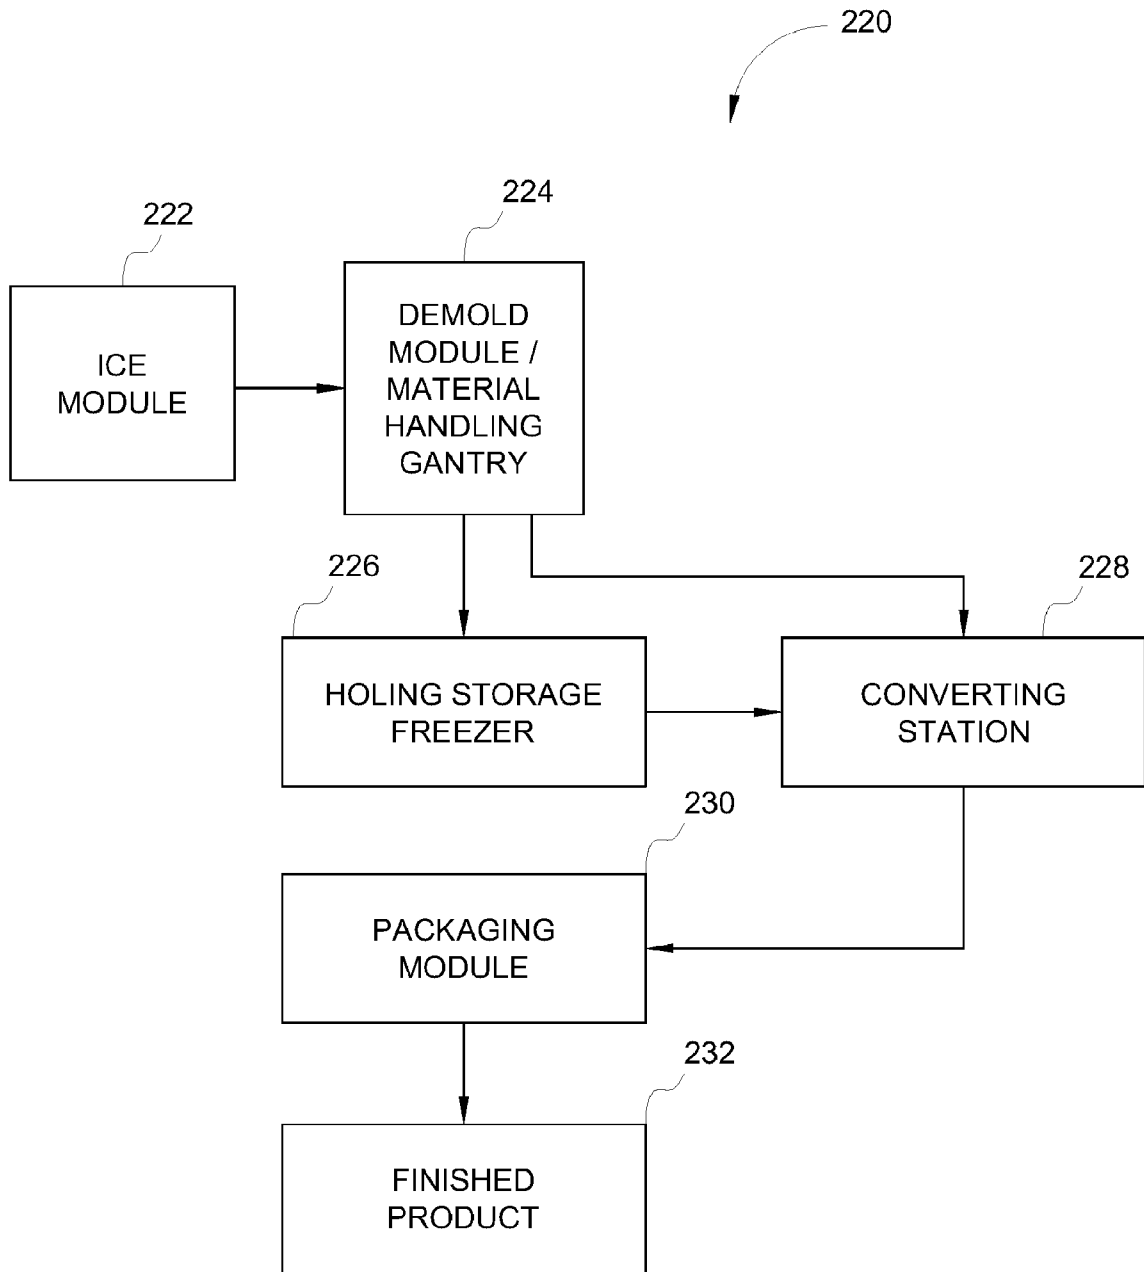 220
222
224
ICE
MODULE
DEMOLD
MODULE /
MATERIAL
HANDLING
GANTRY
226
228
HOLING STORAGE
FREEZER
CONVERTING
STATION
230
PACKAGING
MODULE
232
FINISHED
PRODUCT